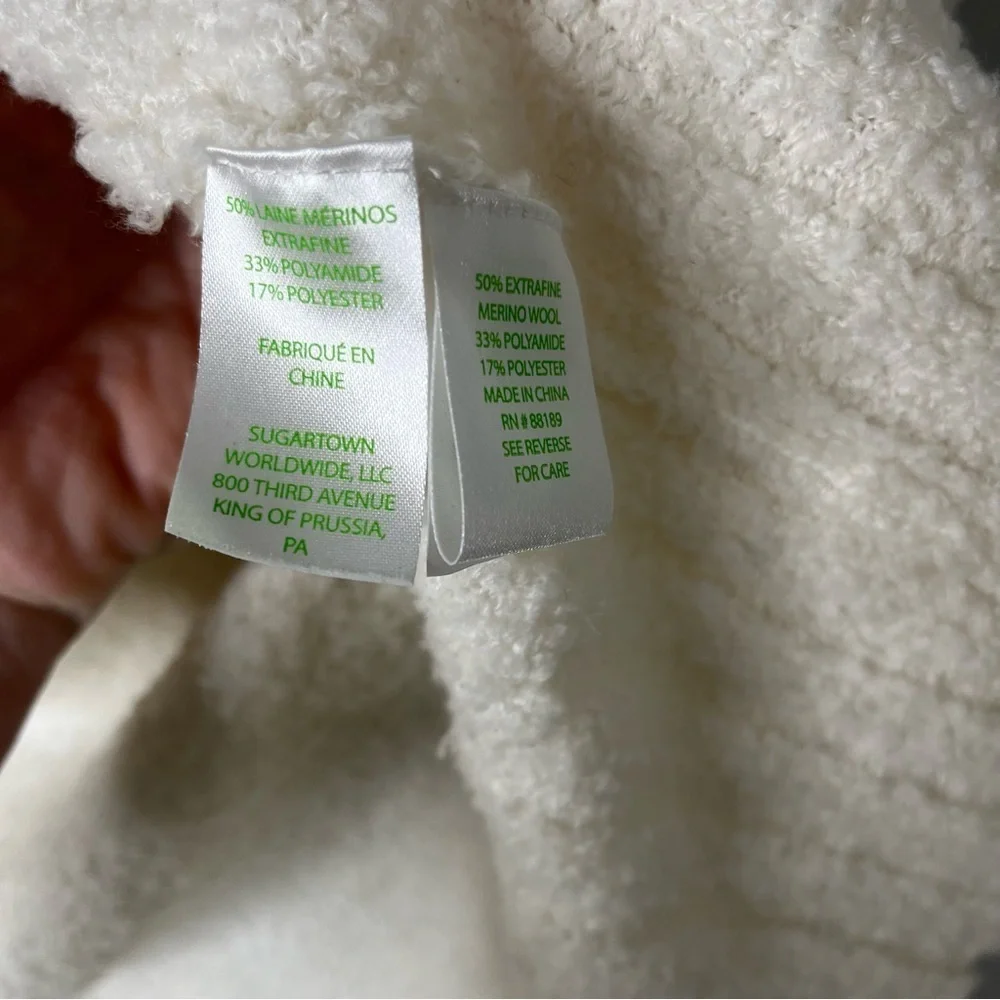 50% LAINE MÉRINOS
EXTRAFINE
33% POLYAMIDE
17% POLYESTER
FABRIQUÉ EN
CHINE
SUGARTOWN
WORLDWIDE, LLC
800 THIRD AVENUE
KING OF PRUSSIA,
PA
50% EXTRAFINE
MERINO WOOL
33% POLYAMIDE
17% POLYESTER
MADE IN CHINA
RN # 88189
SEE REVERSE
FOR CARE